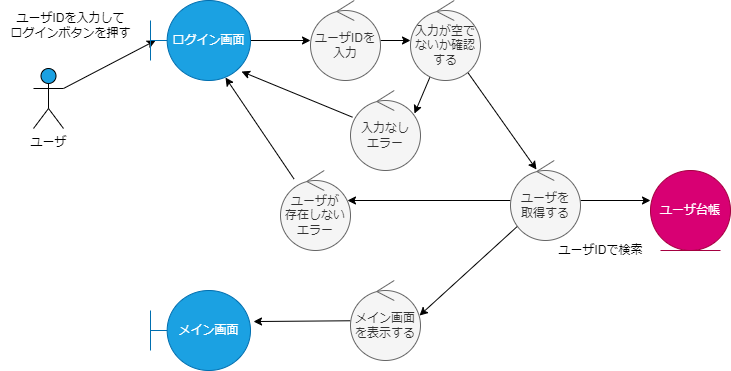 ユーザIDを入力して
ログインボタンを押す
ユーザ
ログイン画面
ユーザIDを
入力
入力が空で
ないか確認
する
入力なし
エラー
ユーザが
存在しない
エラー
ユーザを
取得する
ユーザ台帳
ユーザIDで検索
メイン画面
メイン画面
を表示する